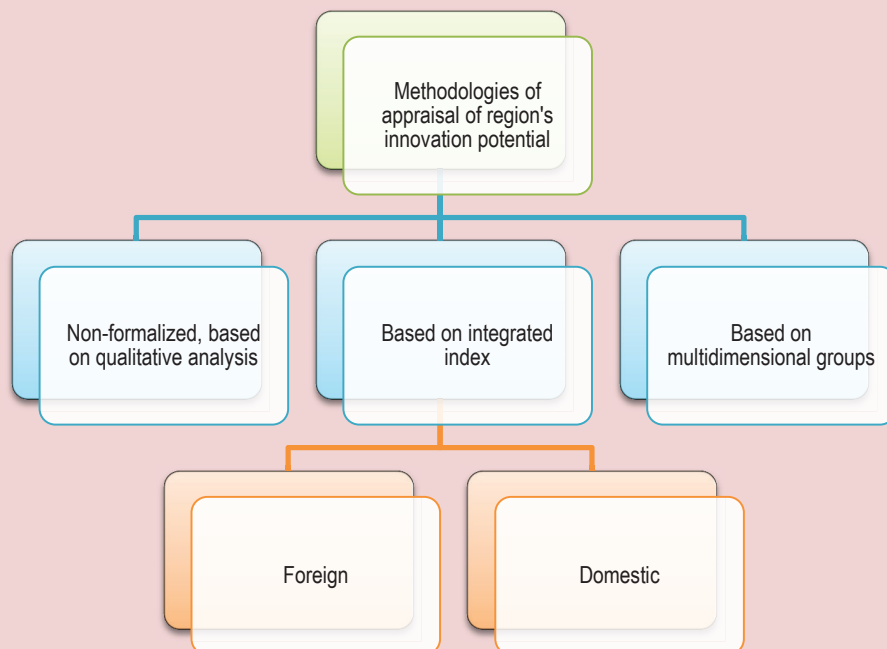 Methodologies of
appraisal of region's
innovation potential
Non-formalized, based
on qualitative analysis
Based on integrated
index
Based on
multidimensional groups
Foreign
Domestic